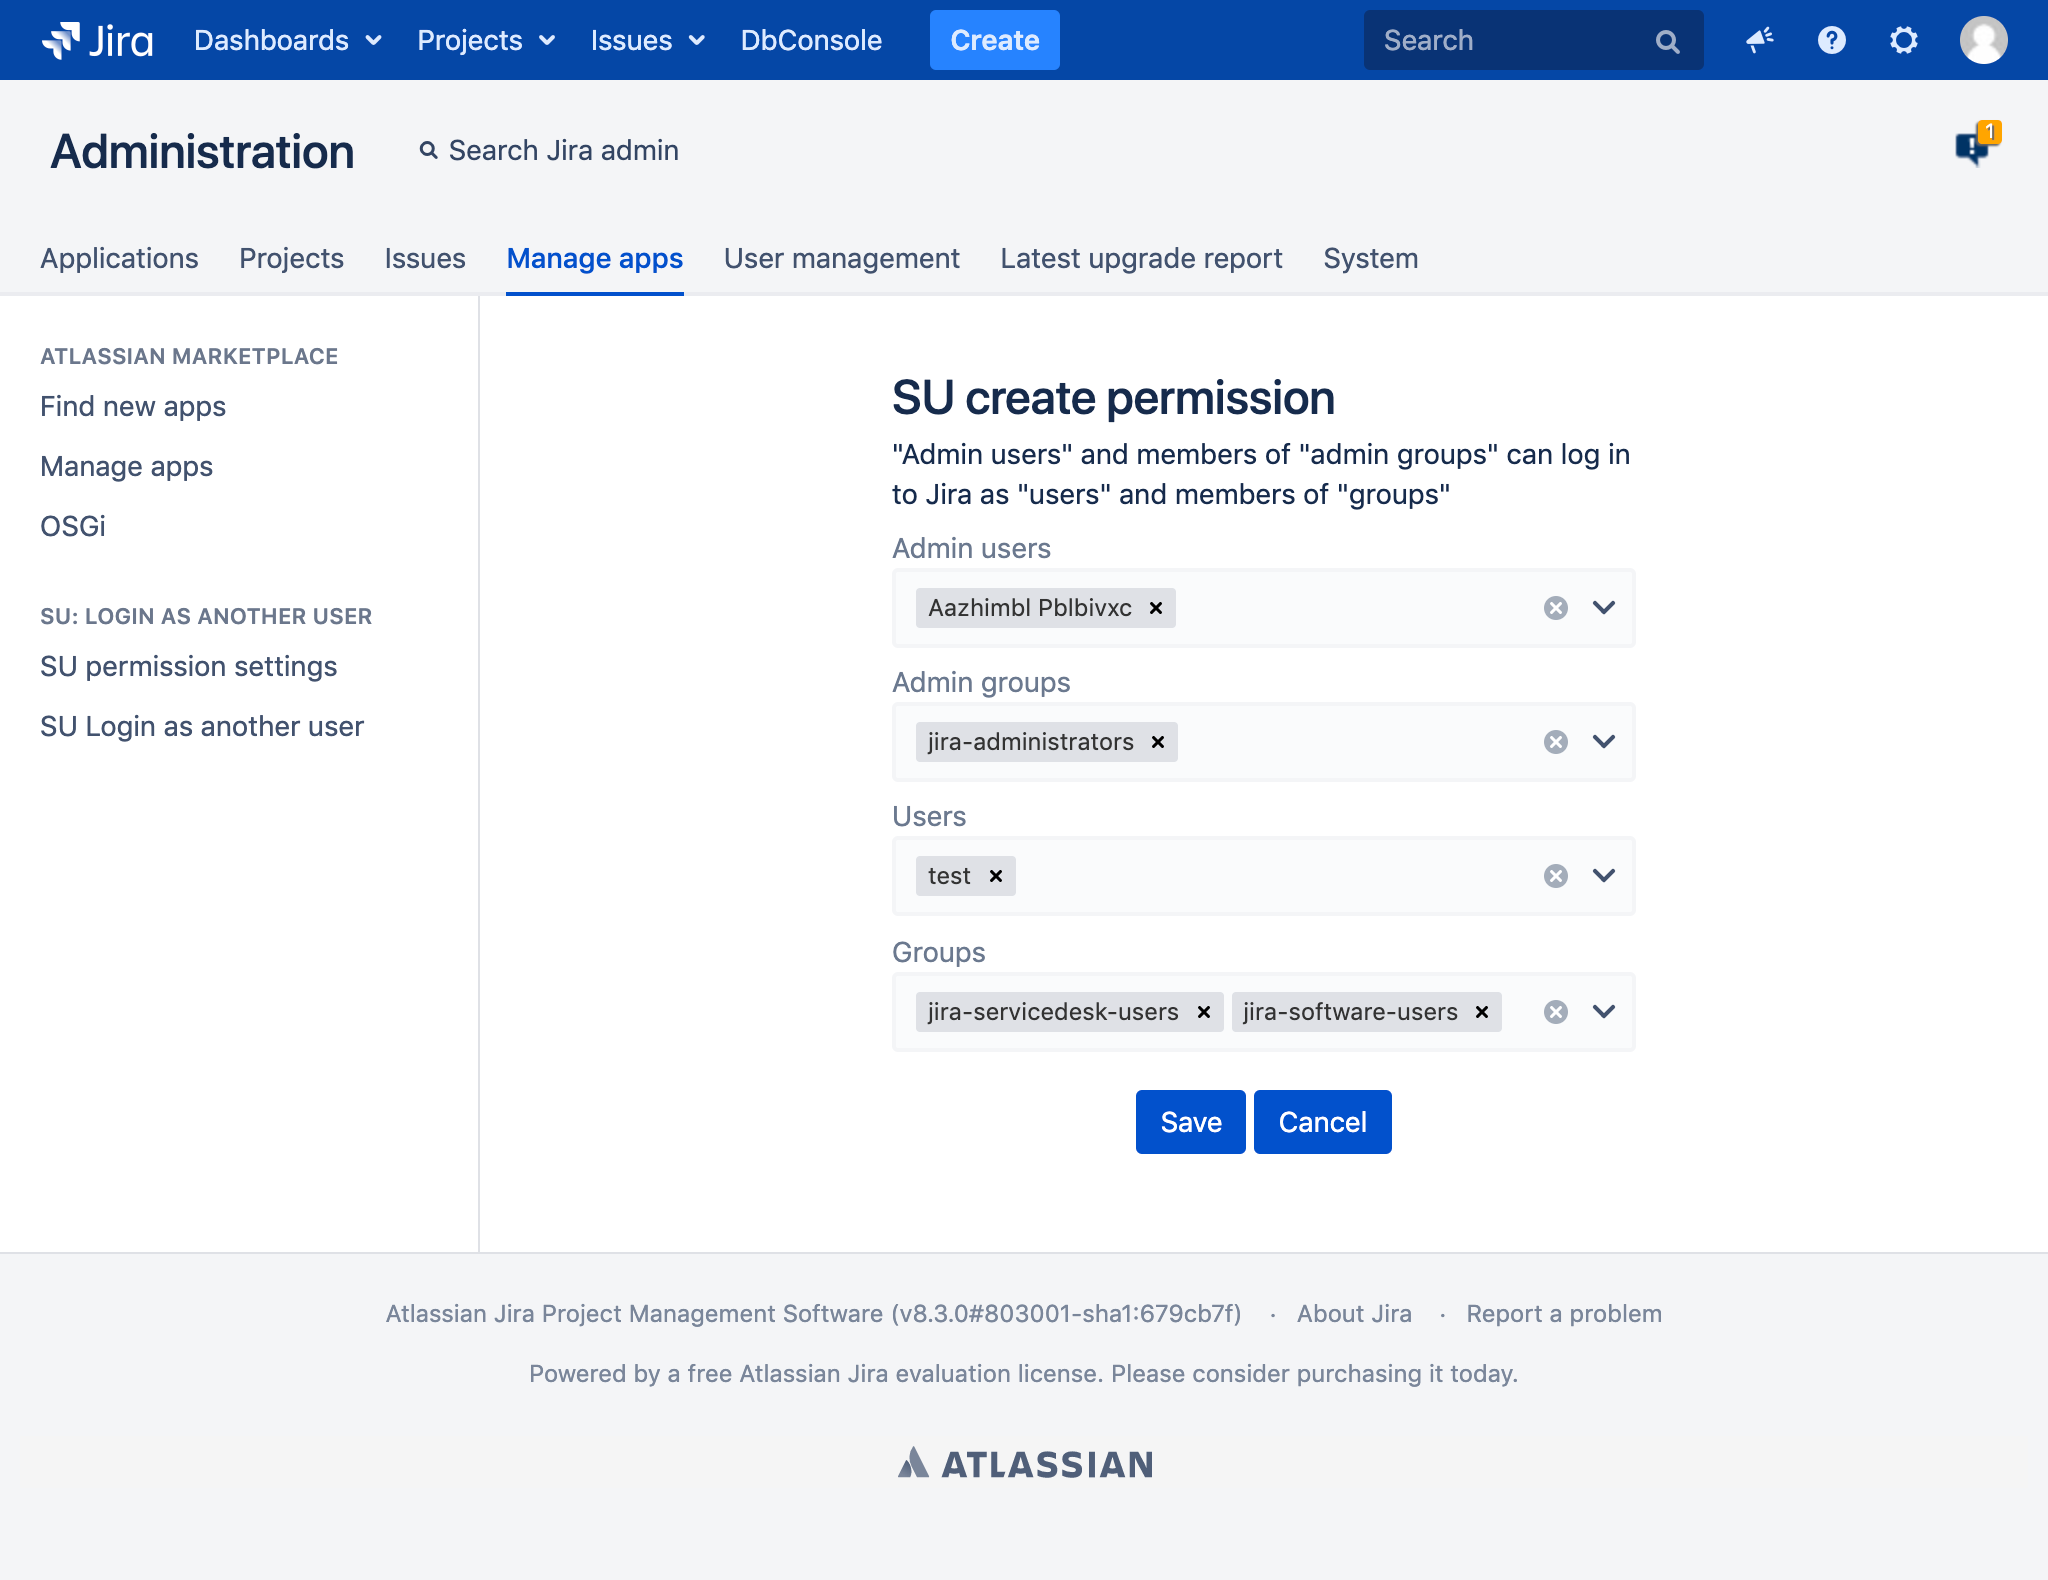 Jira Dashboards Projects Issues DbConsole Create Search
1
Administration Search Jira admin
Applications Projects Issues Manage apps User management Latest upgrade report System
ATLASSIAN MARKETPLACE
Find new apps
Manage apps
OSGi
SU: LOGIN AS ANOTHER USER
SU permission settings
SU Login as another user
SU create permission
"Admin users" and members of "admin groups" can log in
to Jira as "users" and members of "groups"
Admin users
Aazhimbl Pblbivxc
Admin groups
jira-administrators
Users
test
Groups
jira-servicedesk-users jira-software-users
Save Cancel
Atlassian Jira Project Management Software (v8.3.0#803001-sha1:679cb7f) · About Jira · Report a problem
Powered by a free Atlassian Jira evaluation license. Please consider purchasing it today.
ATLASSIAN